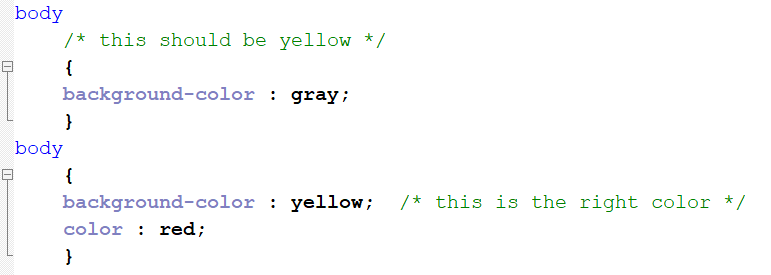 body
/* this should be yellow */
{
background-color : gray;
}
body
{
background-color : yellow;  /* this is the right color */
color : red;
}